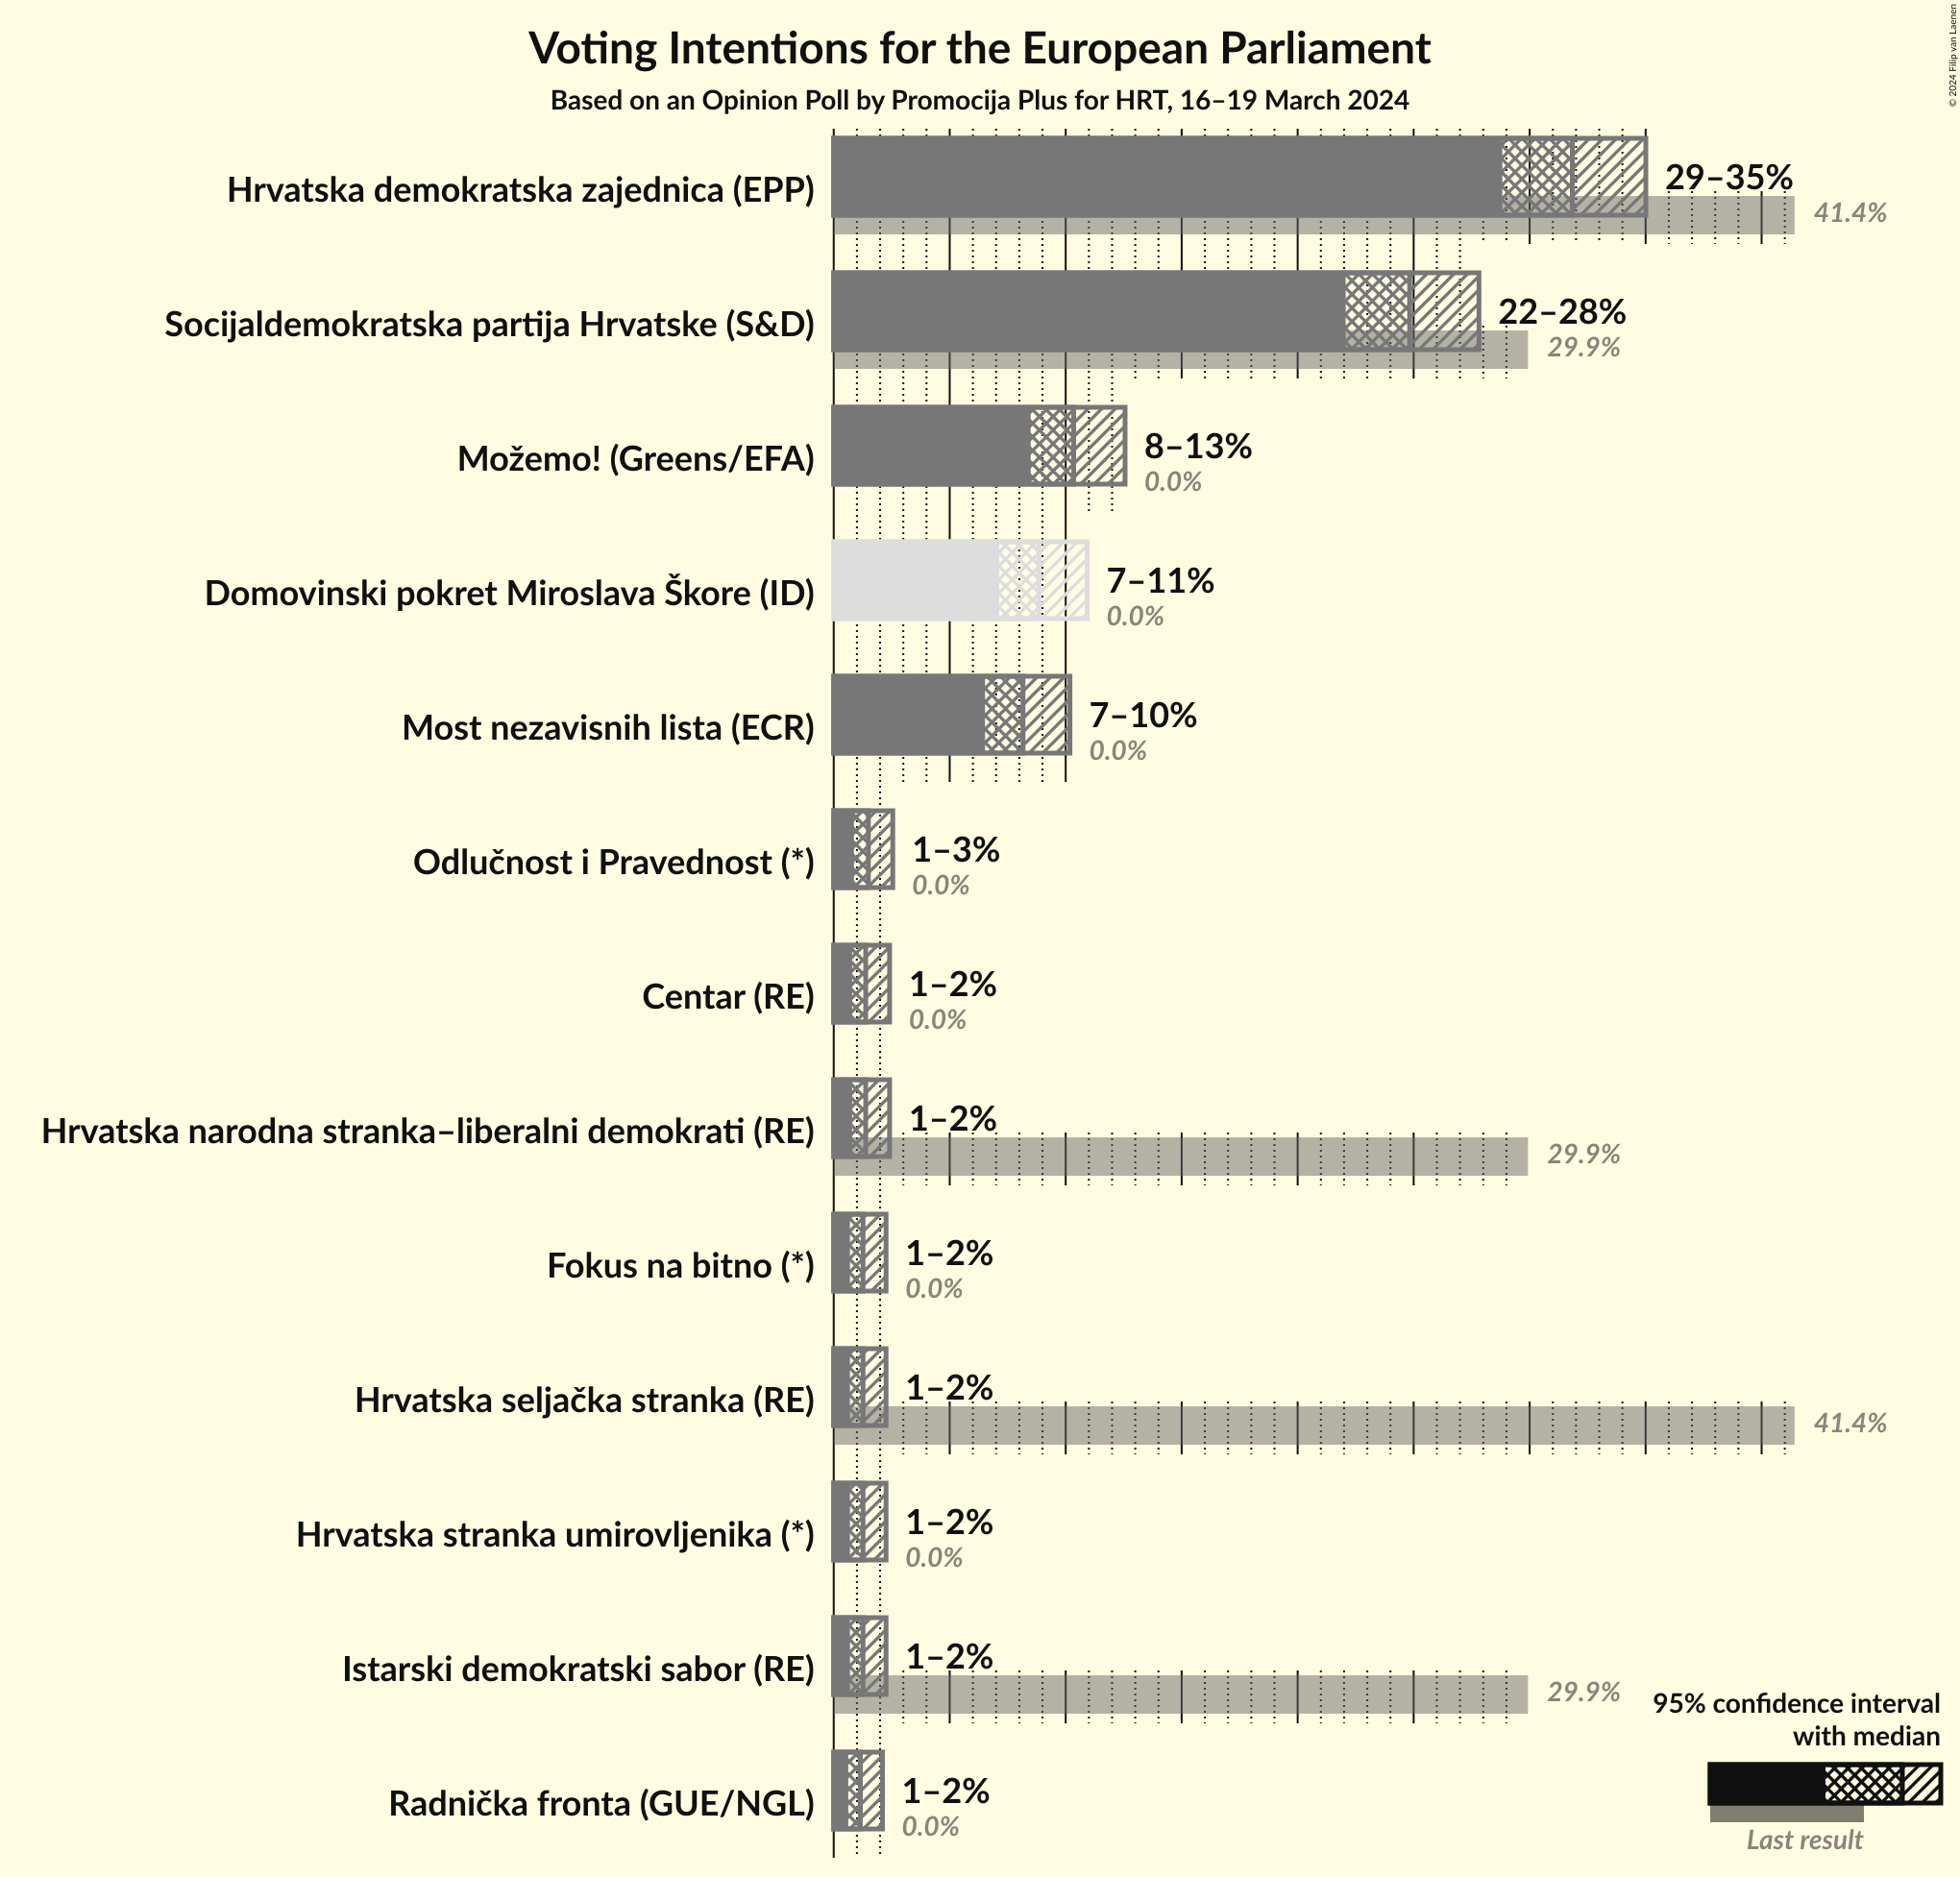 Voting Intentions for the European Parliament
Based on an Opinion Poll by Promocija Plus for HRT, 16–19 March 2024
© 2024 Filip van Laenen
Hrvatska demokratska zajednica (EPP)
29–35%
41.4%
Socijaldemokratska partija Hrvatske (S&D)
22–28%
29.9%
Možemo! (Greens/EFA)
8–13%
0.0%
Domovinski pokret Miroslava Škore (ID)
7–11%
0.0%
Most nezavisnih lista (ECR)
7–10%
0.0%
Odlučnost i Pravednost (*)
1–3%
0.0%
Centar (RE)
1–2%
0.0%
Hrvatska narodna stranka–liberalni demokrati (RE)
1–2%
29.9%
Fokus na bitno (*)
1–2%
0.0%
Hrvatska seljačka stranka (RE)
1–2%
41.4%
Hrvatska stranka umirovljenika (*)
1–2%
0.0%
Istarski demokratski sabor (RE)
1–2%
29.9%
Radnička fronta (GUE/NGL)
1–2%
0.0%
95% confidence interval
with median
Last result